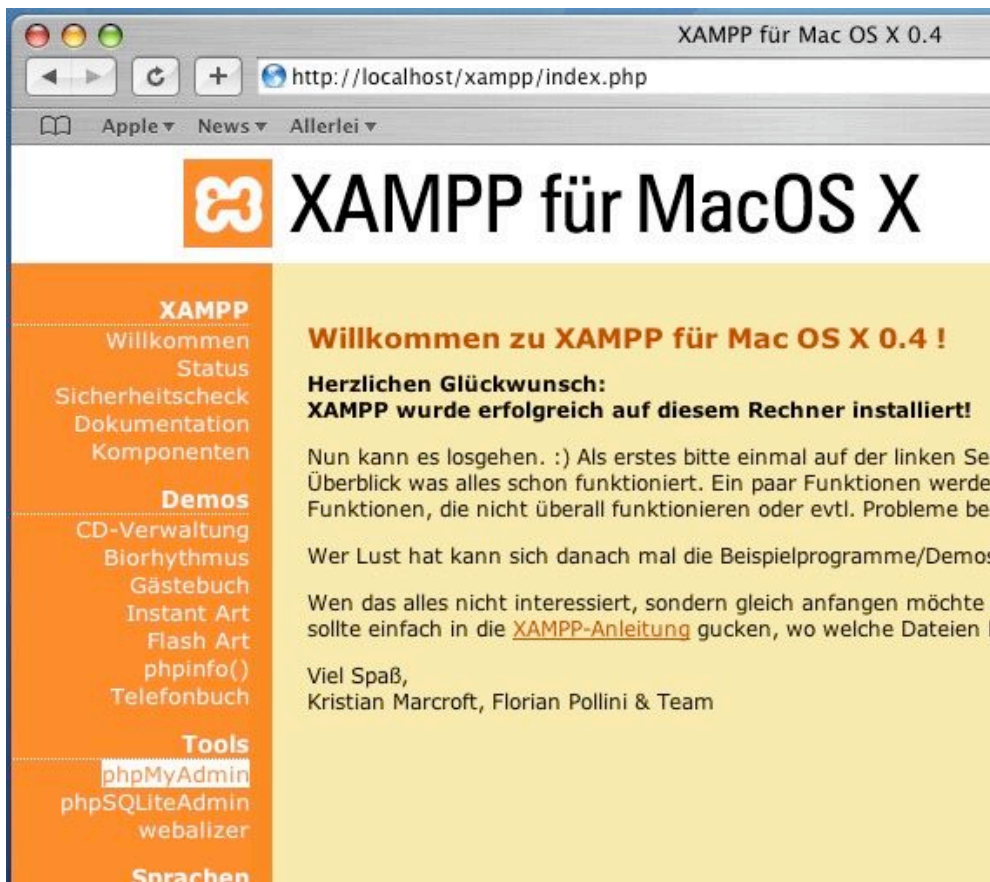 XAMPP für Mac OS X 0.4
http://localhost/xampp/index.php
Apple News Allerlei
XAMPP für MacOS X
XAMPP
Willkommen
Status
Sicherheitscheck
Dokumentation
Komponenten
Demos
CD-Verwaltung
Biorhythmus
Gästebuch
Instant Art
Flash Art
phpinfo()
Telefonbuch
Tools
phpMyAdmin
phpSQLiteAdmin
webalizer
Sprachen
Willkommen zu XAMPP für Mac OS X 0.4 !
Herzlichen Glückwunsch:
XAMPP wurde erfolgreich auf diesem Rechner installiert!
Nun kann es losgehen. :) Als erstes bitte einmal auf der linken Se
Überblick was alles schon funktioniert. Ein paar Funktionen werde
Funktionen, die nicht überall funktionieren oder evtl. Probleme be
Wer Lust hat kann sich danach mal die Beispielprogramme/Demos
Wen das alles nicht interessiert, sondern gleich anfangen möchte
sollte einfach in die XAMPP-Anleitung gucken, wo welche Dateien
Viel Spaß,
Kristian Marcroft, Florian Pollini & Team